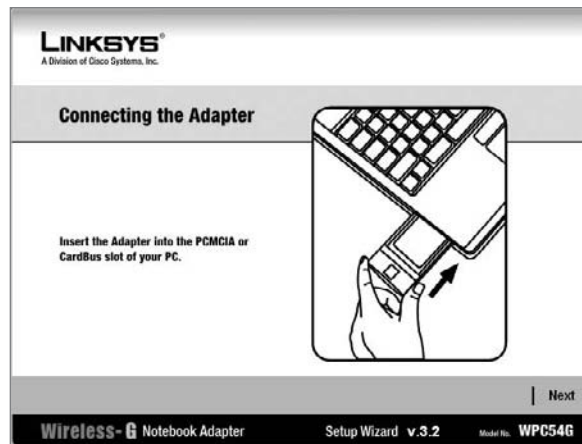 LINKSYS®
A Division of Cisco Systems, Inc.
Connecting the Adapter
Insert the Adapter into the PCMCIA or
CardBus slot of your PC.
Next
Wireless-G Notebook Adapter Setup Wizard v.3.2 Model No. WPC54G